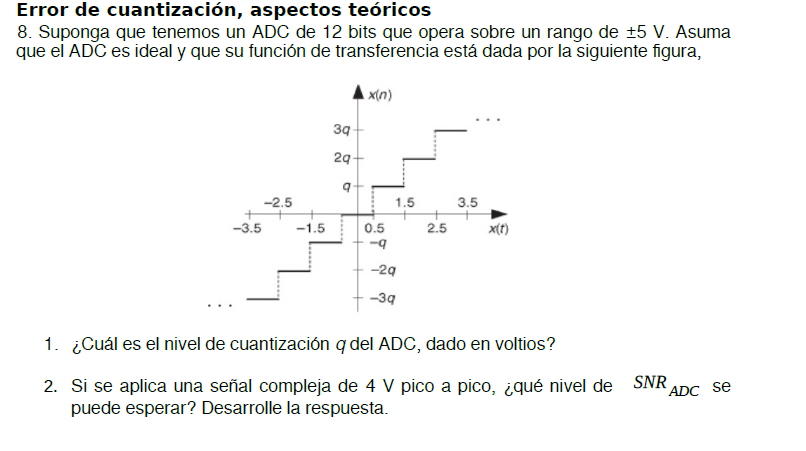 Error de cuantización, aspectos teóricos
8. Suponga que tenemos un ADC de 12 bits que opera sobre un rango de ±5 V. Asuma
que el ADC es ideal y que su función de transferencia está dada por la siguiente figura,
x(n)
3q
2q
q
−2.5
1.5
3.5
−3.5
−1.5
0.5
2.5
x(t)
−q
−2q
−3q
. . .
. . .
1. ¿Cuál es el nivel de cuantización q del ADC, dado en voltios?
2. Si se aplica una señal compleja de 4 V pico a pico, ¿qué nivel de SNR ADC se
puede esperar? Desarrolle la respuesta.